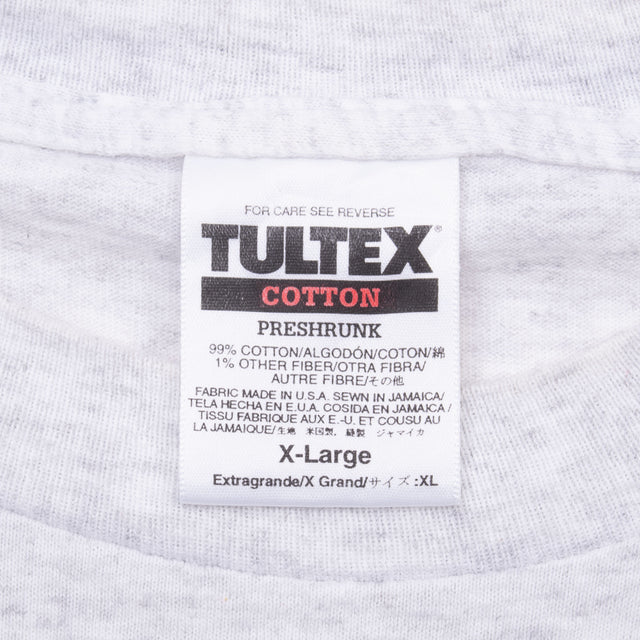 FOR CARE SEE REVERSE
TULTEX®
COTTON
PRESHRUNK
99% COTTON/ALGODÓN/COTON/綿
1% OTHER FIBER/OTRA FIBRA/
AUTRE FIBRE/その他
FABRIC MADE IN U.S.A. SEWN IN JAMAICA/
TELA HECHA EN E.U.A. COSIDA EN JAMAICA/
TISSU FABRIQUE AUX E.-U. ET COUSU AU
LA JAMAIQUE/生地 米国製, 縫製 ジャマイカ
X-Large
Extragrande/X Grand/サイズ :XL